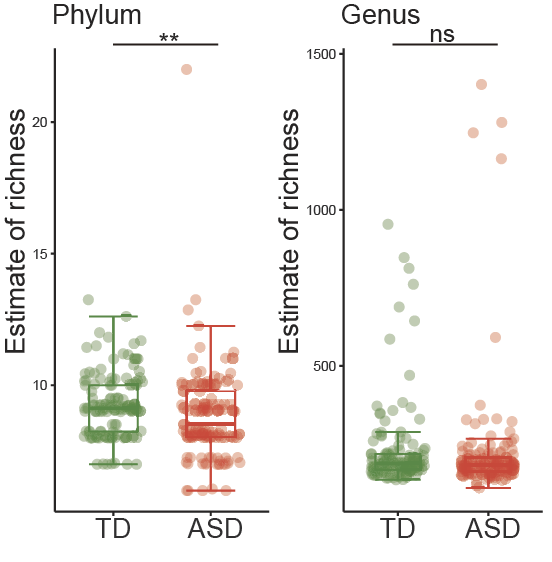 Phylum
**
Estimate of richness
20
15
10
TD ASD
Genus
ns
Estimate of richness
1500
1000
500
TD ASD